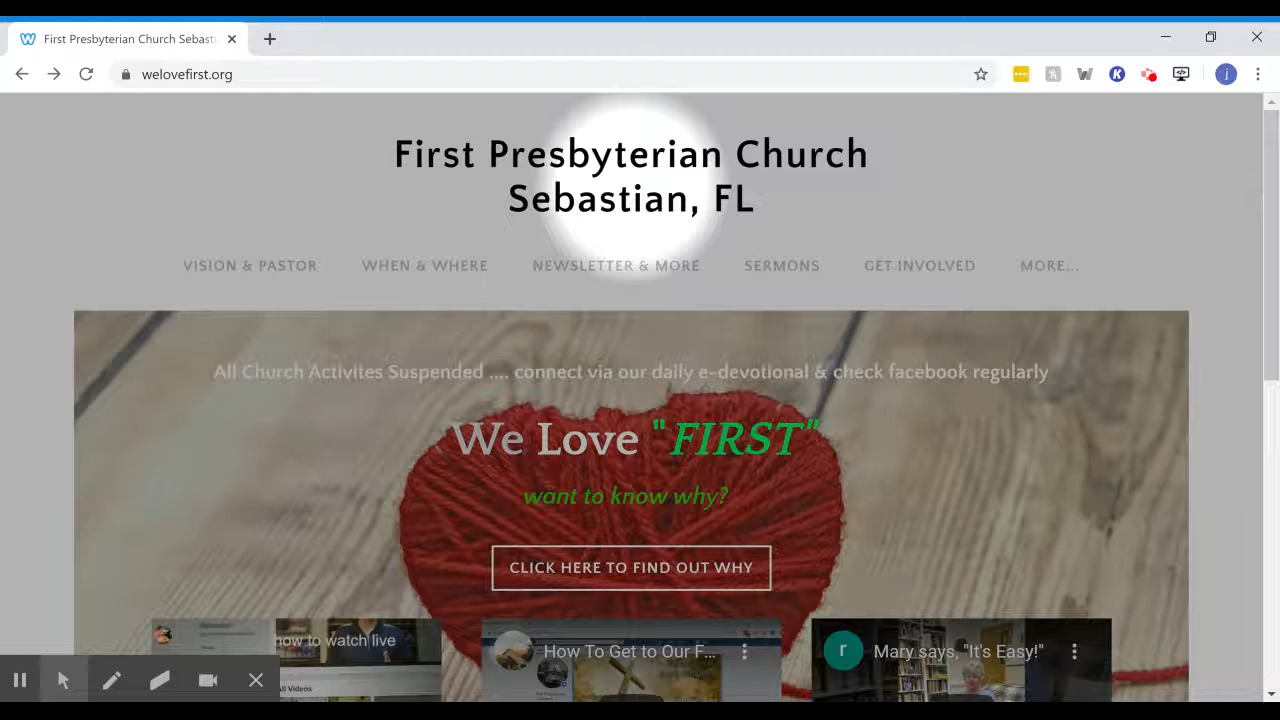 First Presbyterian Church Sebast
welovefirst.org
First Presbyterian Church
Sebastian, FL
VISION & PASTOR WHEN & WHERE NEWSLETTER & MORE SERMONS GET INVOLVED MORE...
All Church Activites Suspended .... connect via our daily e-devotional & check facebook regularly
We Love "FIRST"
want to know why?
CLICK HERE TO FIND OUT WHY
how to watch live
How To Get to Our F...
r
Mary says, "It's Easy!"
All Videos
j